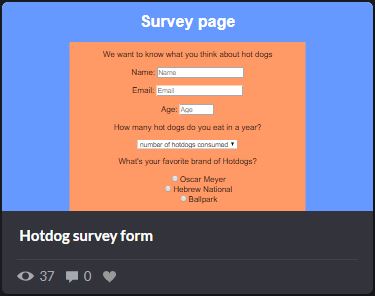 Survey page
We want to know what you think about hot dogs
Name: Name
Email: Email
Age: Age
How many hot dogs do you eat in a year?
number of hotdogs consumed
What's your favorite brand of Hotdogs?
Oscar Meyer
Hebrew National
Ballpark
Hotdog survey form
37 0